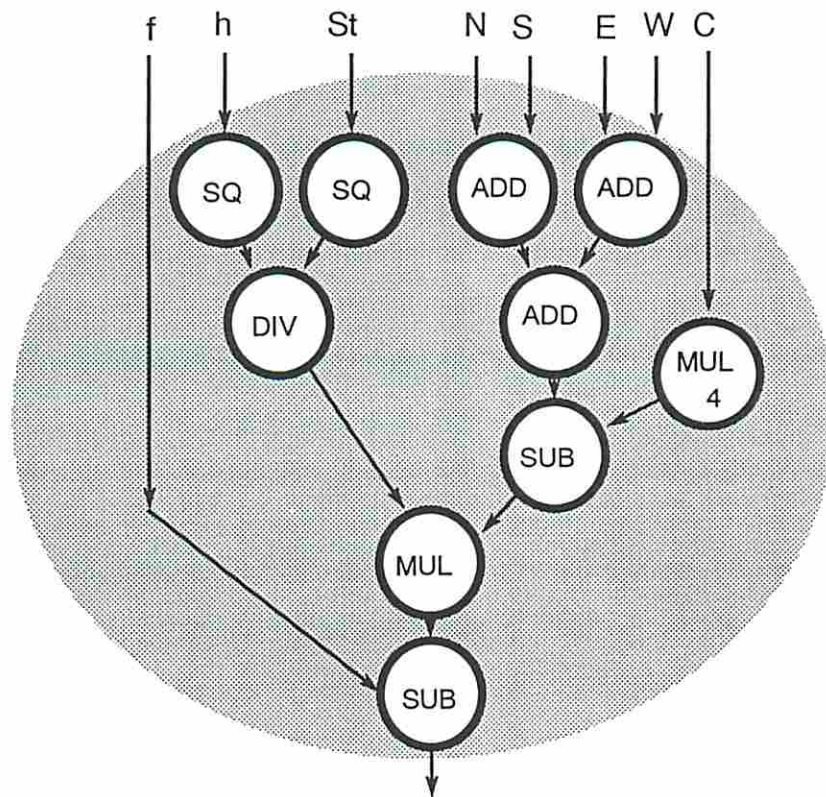 f h St N S E W C
SQ SQ ADD ADD
DIV ADD
MUL
4
SUB
MUL
SUB